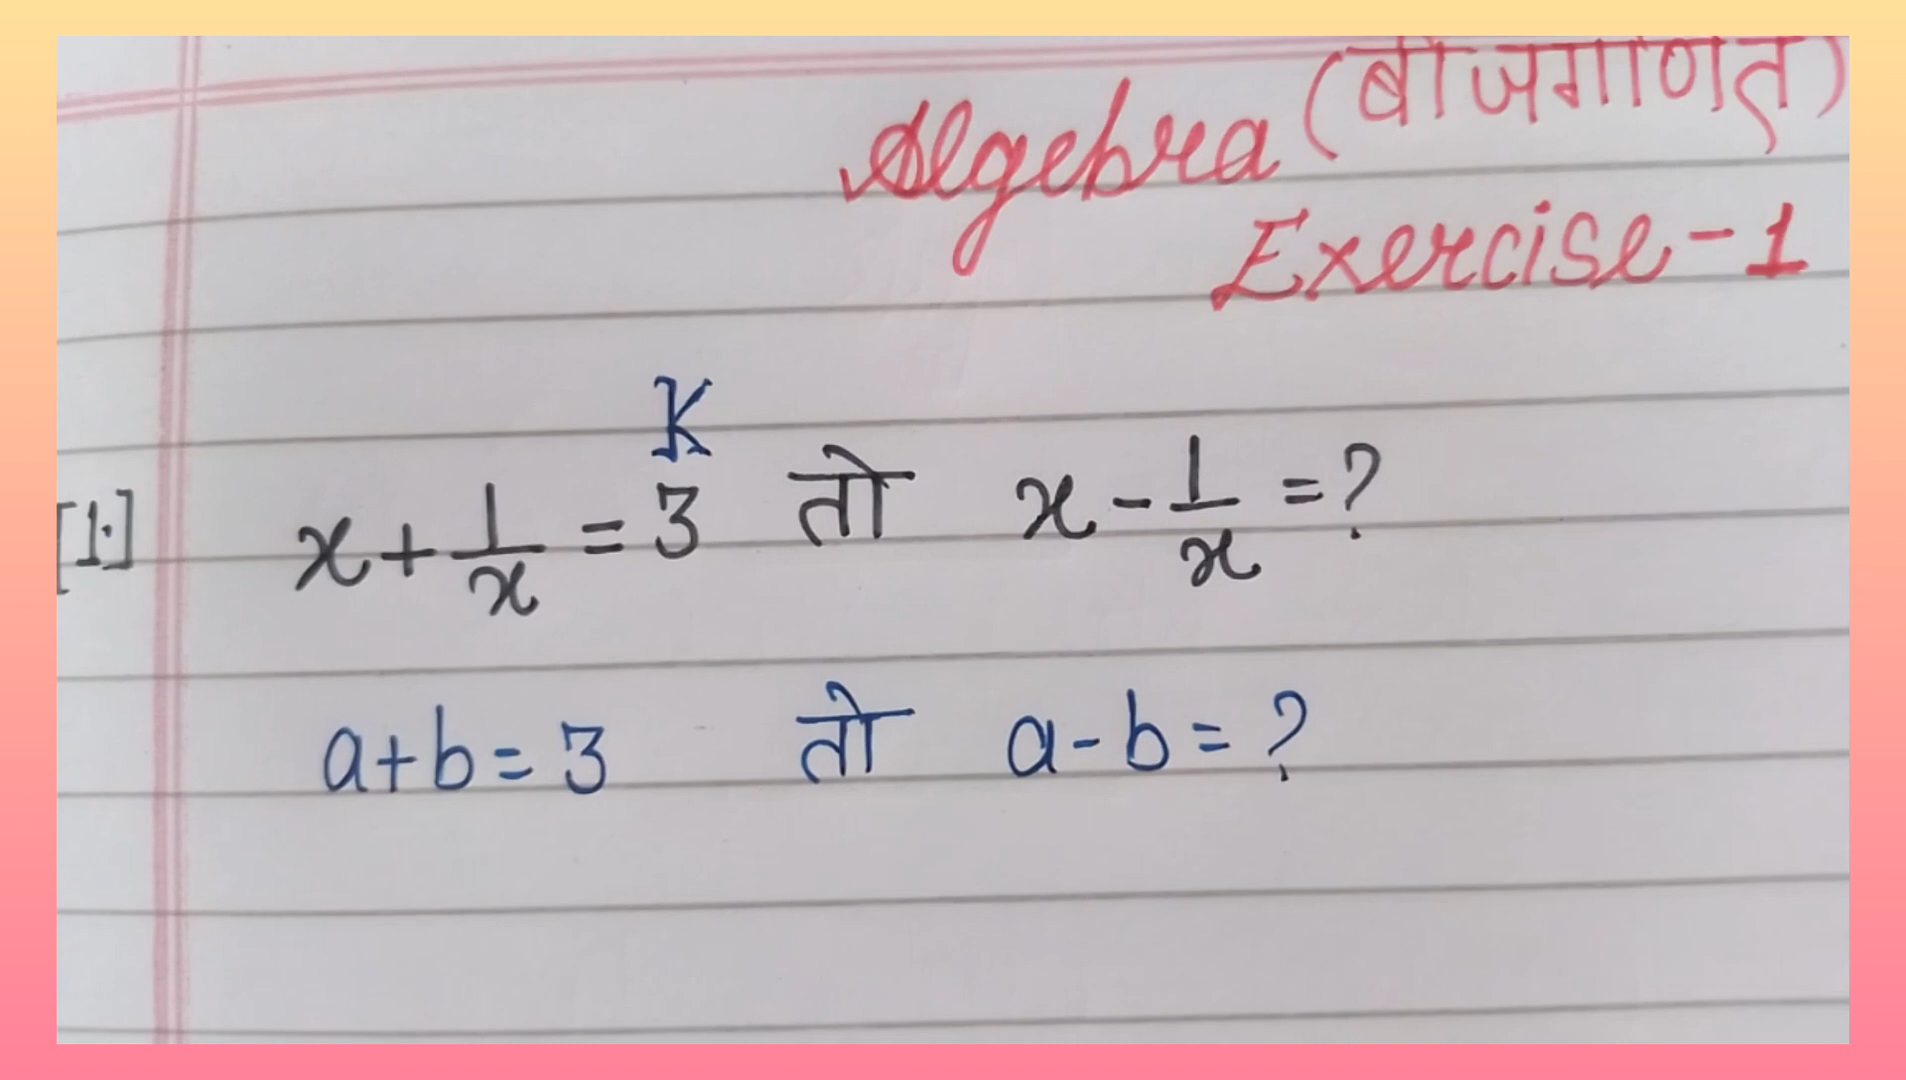 Algebra (बीजगणित)
Exercise-1
K
[1.] x + 1/x = 3 तो x - 1/x = ?
a+b = 3 तो a-b = ?